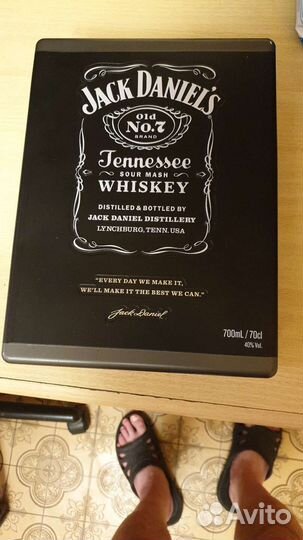 JACK DANIEL'S
Old
No.7
BRAND
Tennessee
SOUR MASH
WHISKEY
DISTILLED & BOTTLED BY
JACK DANIEL DISTILLERY
LYNCHBURG, TENN. USA
"EVERY DAY WE MAKE IT,
WE'LL MAKE IT THE BEST WE CAN."
Jack Daniel
700mL / 70cl
40% Vol.
Avito